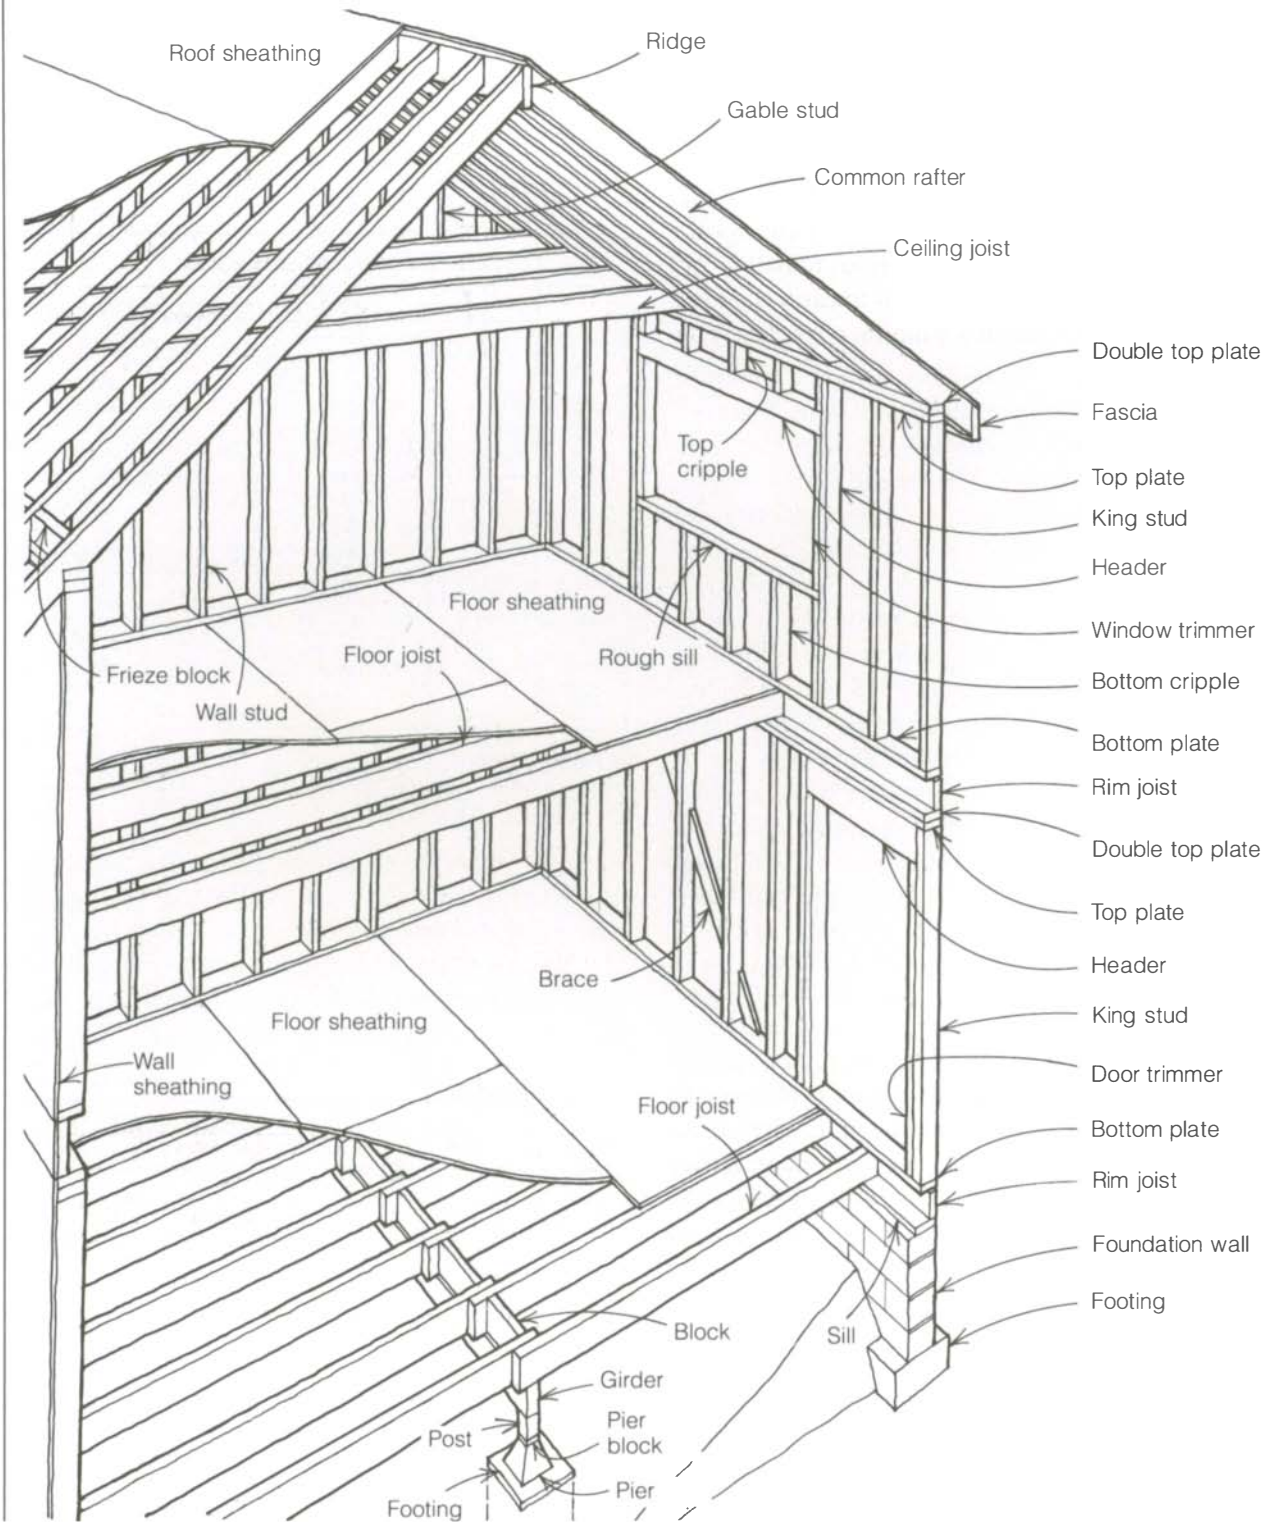 Roof sheathing
Ridge
Gable stud
Common rafter
Ceiling joist
Double top plate
Fascia
Top
cripple
Top plate
King stud
Header
Floor sheathing
Window trimmer
Floor joist
Rough sill
Frieze block
Bottom cripple
Wall stud
Bottom plate
Rim joist
Double top plate
Top plate
Header
Brace
Floor sheathing
King stud
Wall
sheathing
Door trimmer
Floor joist
Bottom plate
Rim joist
Foundation wall
Footing
Block
Sill
Girder
Post
Pier
block
Pier
Footing